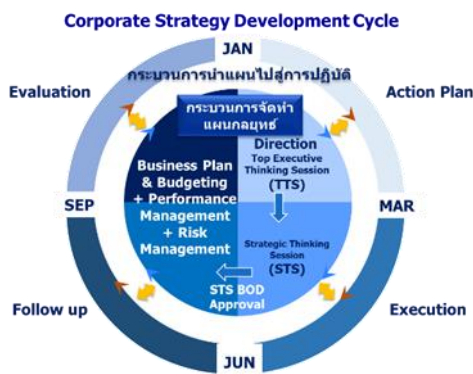 Corporate Strategy Development Cycle
JAN
กระบวนการนำแผนไปสู่การปฏิบัติ
Evaluation
Action Plan
กระบวนการจัดทำ
แผนกลยุทธ์
Direction
Top Executive
Thinking Session
(TTS)
Business Plan
& Budgeting
+ Performance
Management
+ Risk
Management
SEP
MAR
Strategic Thinking
Session
(STS)
STS BOD
Approval
Follow up
Execution
JUN